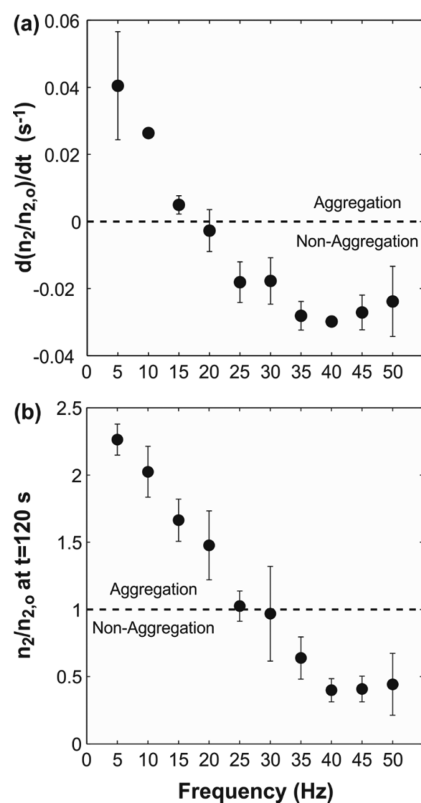 (a)
d(n2/n2,o)/dt (s-1)
0.06
0.04
0.02
0
-0.02
-0.04
Aggregation
Non-Aggregation
0 5 10 15 20 25 30 35 40 45 50
(b)
n2/n2,o at t=120 s
2.5
2
1.5
1
0.5
0
Aggregation
Non-Aggregation
0 5 10 15 20 25 30 35 40 45 50
Frequency (Hz)